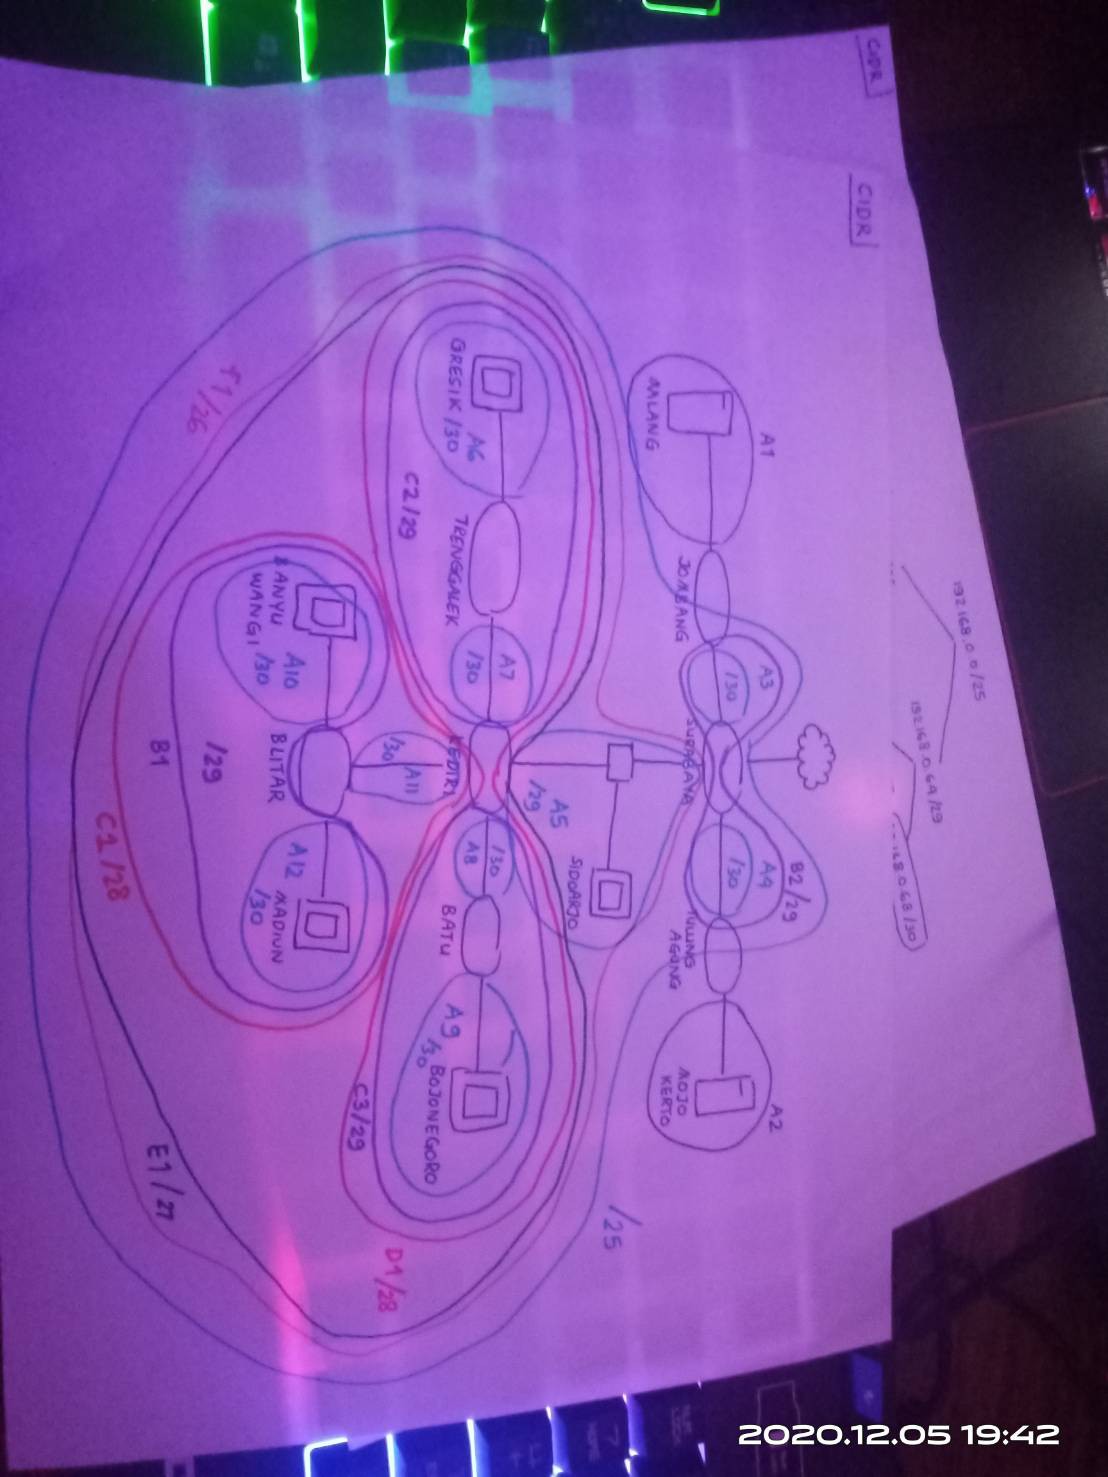 2020.12.05 19:42
192.168.0.0/25
192.168.0.64/29
168.0.68/30
CIDR
CIDR
B2/29
A1
A3
A4
A2
/30
/30
MALANG
JOMBANG
SURABAYA
TULUNG
AGUNG
MOJO
KERTO
/25
SIDOARJO
A5
/29
A7
/30
/30
A8
GRESIK
A6
/30
TRENGGALEK
KEDIRI
BATU
A9
/30
BOJONEGORO
C2/29
A11
/30
D1/28
C3/29
BANYU
WANGI
A10
/30
BLITAR
A12
MADIUN
/30
/29
F1/26
B1
E1/27
C1/28